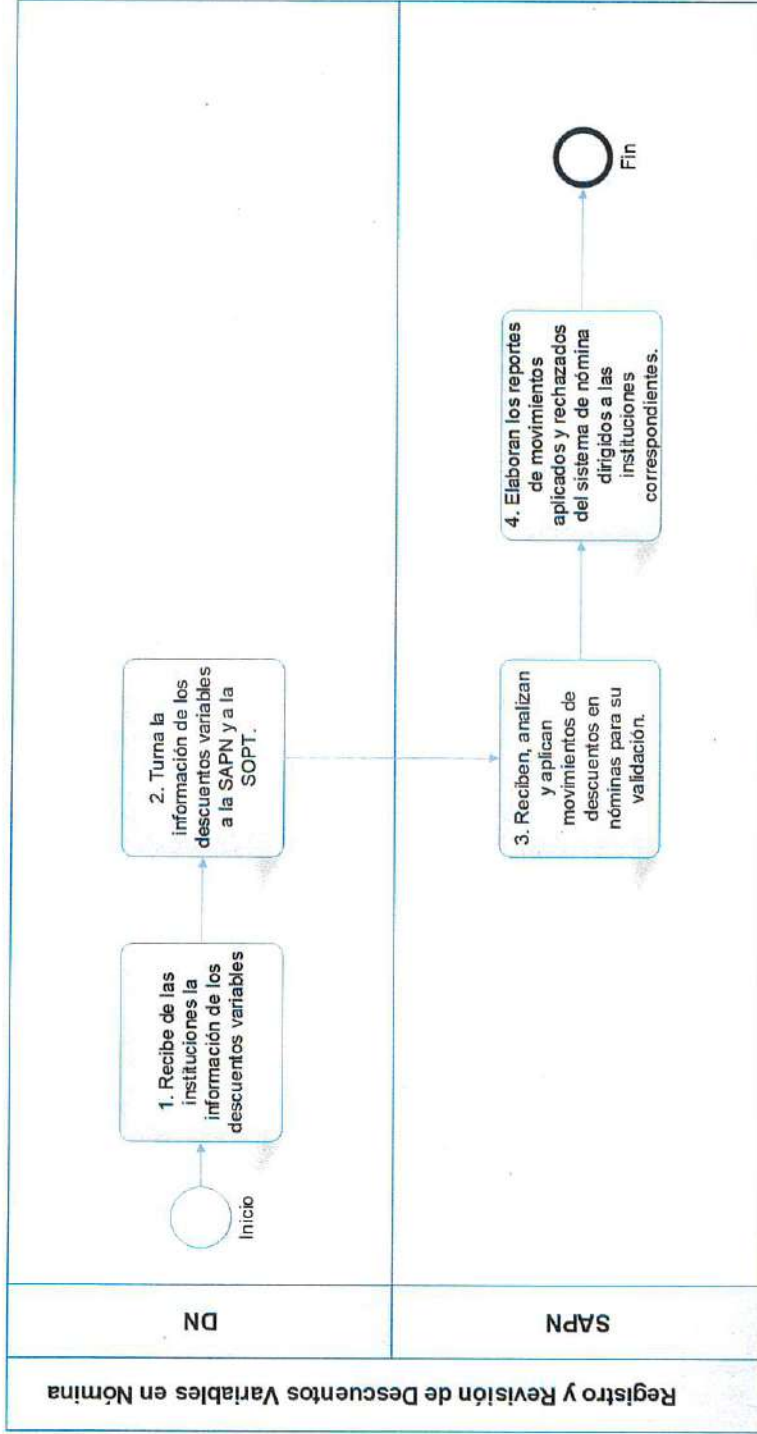 Registro y Revisión de Descuentos Variables en Nómina
DN
Inicio
1. Recibe de las
instituciones la
información de los
descuentos variables
2. Turna la
información de los
descuentos variables
a la SAPN y a la
SOPT.
SAPN
3. Reciben, analizan
y aplican
movimientos de
descuentos en
nóminas para su
validación.
4. Elaboran los reportes
de movimientos
aplicados y rechazados
del sistema de nómina
dirigidos a las
instituciones
correspondientes.
Fin